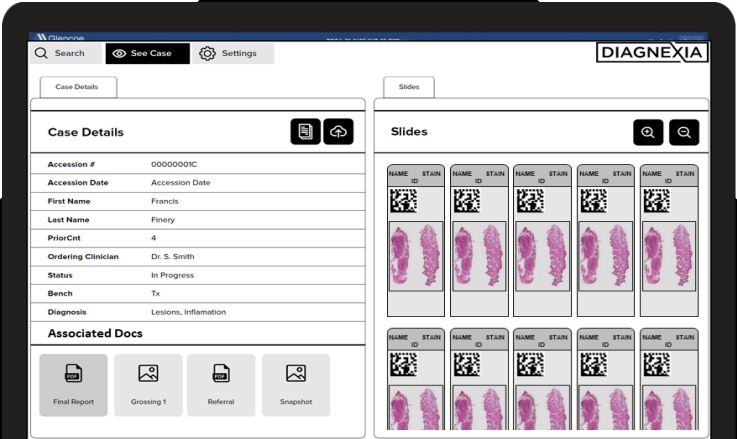 Glencoe
Search
See Case
Settings
DIAGNEXIA
Case Details
Slides
Case Details
Slides
Accession # 00000001C
Accession Date Accession Date
First Name Francis
Last Name Finery
PriorCnt 4
Ordering Clinician Dr. S. Smith
Status In Progress
Bench Tx
Diagnosis Lesions, Inflamation
Associated Docs
PDF
PDF
Final Report
Grossing 1
Referral
Snapshot
NAME STAIN NAME STAIN NAME STAIN NAME STAIN NAME STAIN
ID ID ID ID ID
NAME STAIN NAME STAIN NAME STAIN NAME STAIN NAME STAIN
ID ID ID ID ID